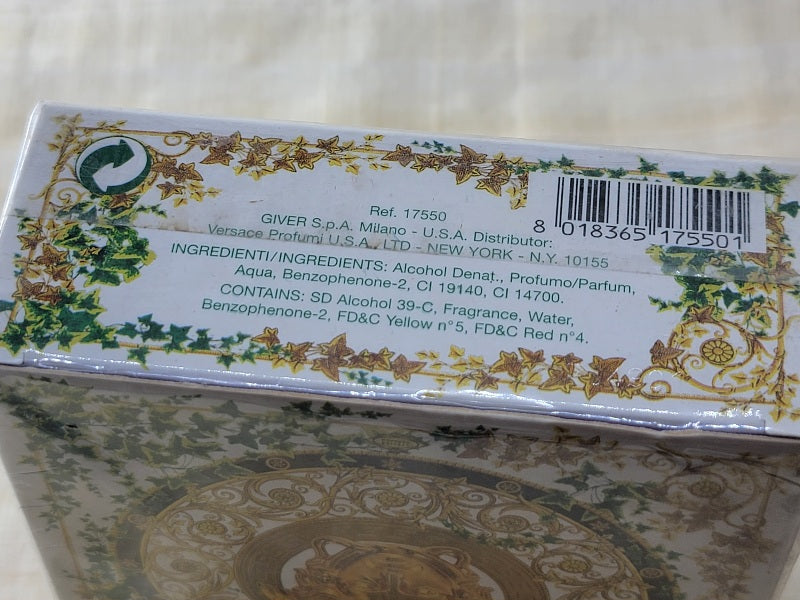 Ref. 17550
GIVER S.p.A. Milano - U.S.A. Distributor:
Versace Profumi U.S.A., LTD - NEW YORK - N.Y. 10155
INGREDIENTI/INGREDIENTS: Alcohol Denat., Profumo/Parfum,
Aqua, Benzophenone-2, CI 19140, CI 14700.
CONTAINS: SD Alcohol 39-C, Fragrance, Water,
Benzophenone-2, FD&C Yellow n°5, FD&C Red n°4.
8 018365 175501